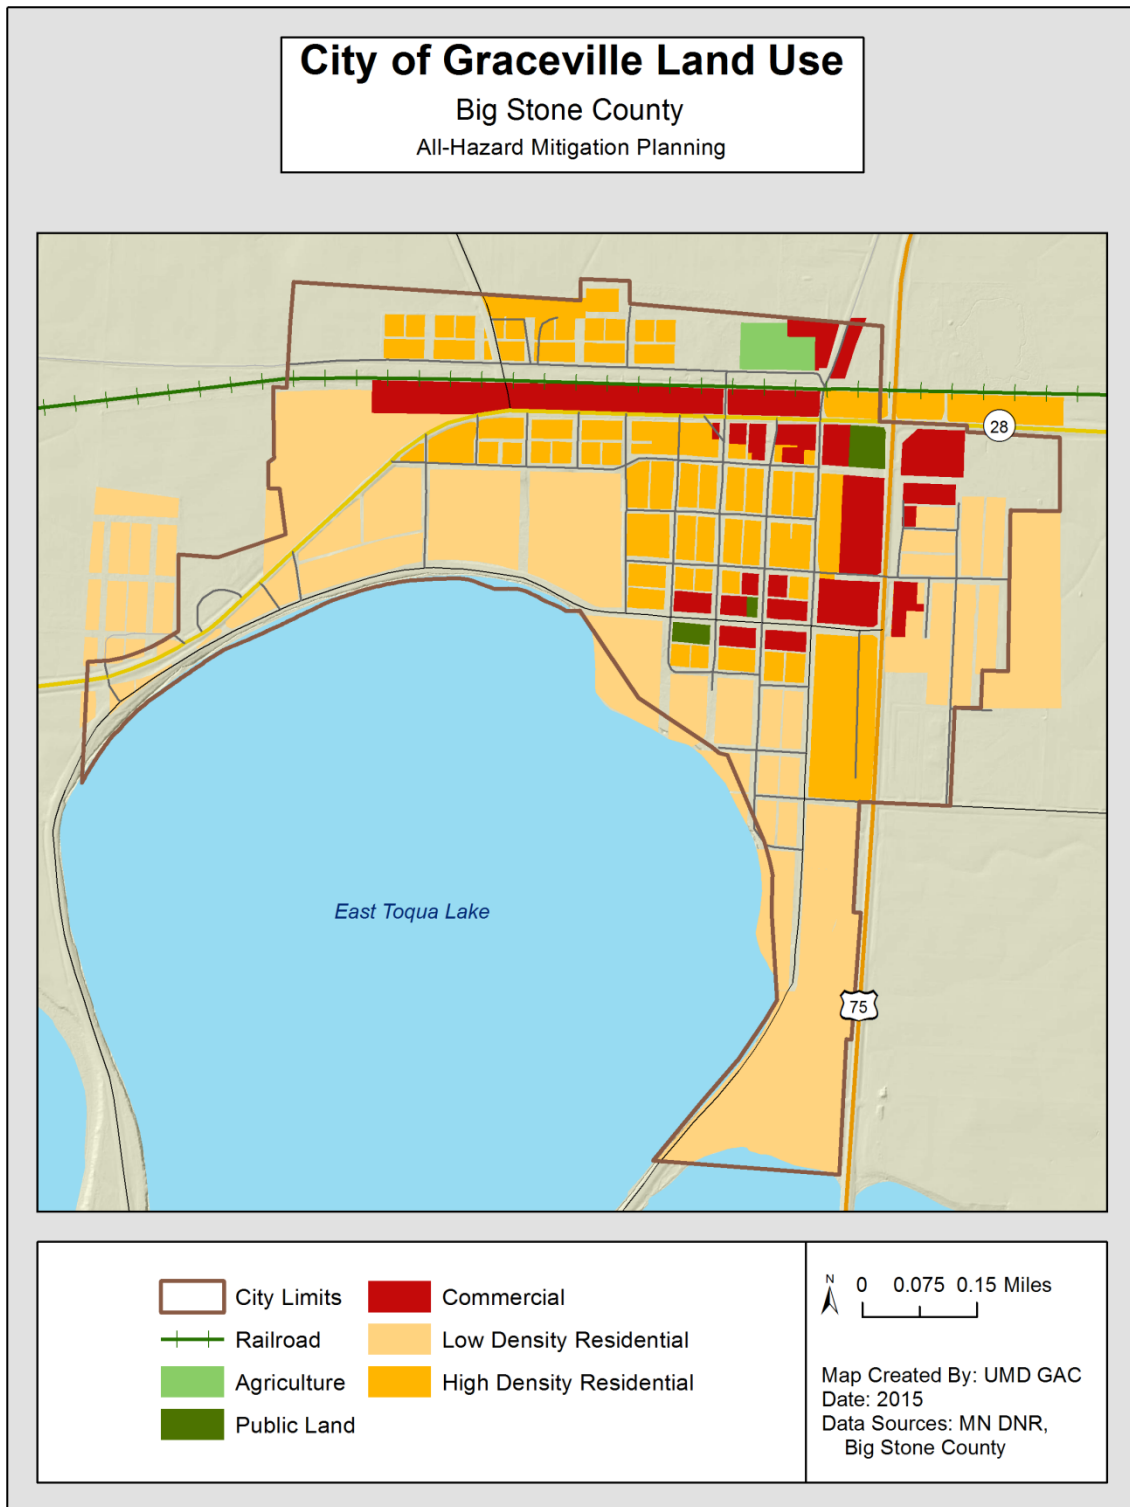 City of Graceville Land Use
Big Stone County
All-Hazard Mitigation Planning
28
East Toqua Lake
75
City Limits
Railroad
Agriculture
Public Land
Commercial
Low Density Residential
High Density Residential
N
0 0.075 0.15 Miles
Map Created By: UMD GAC
Date: 2015
Data Sources: MN DNR,
Big Stone County